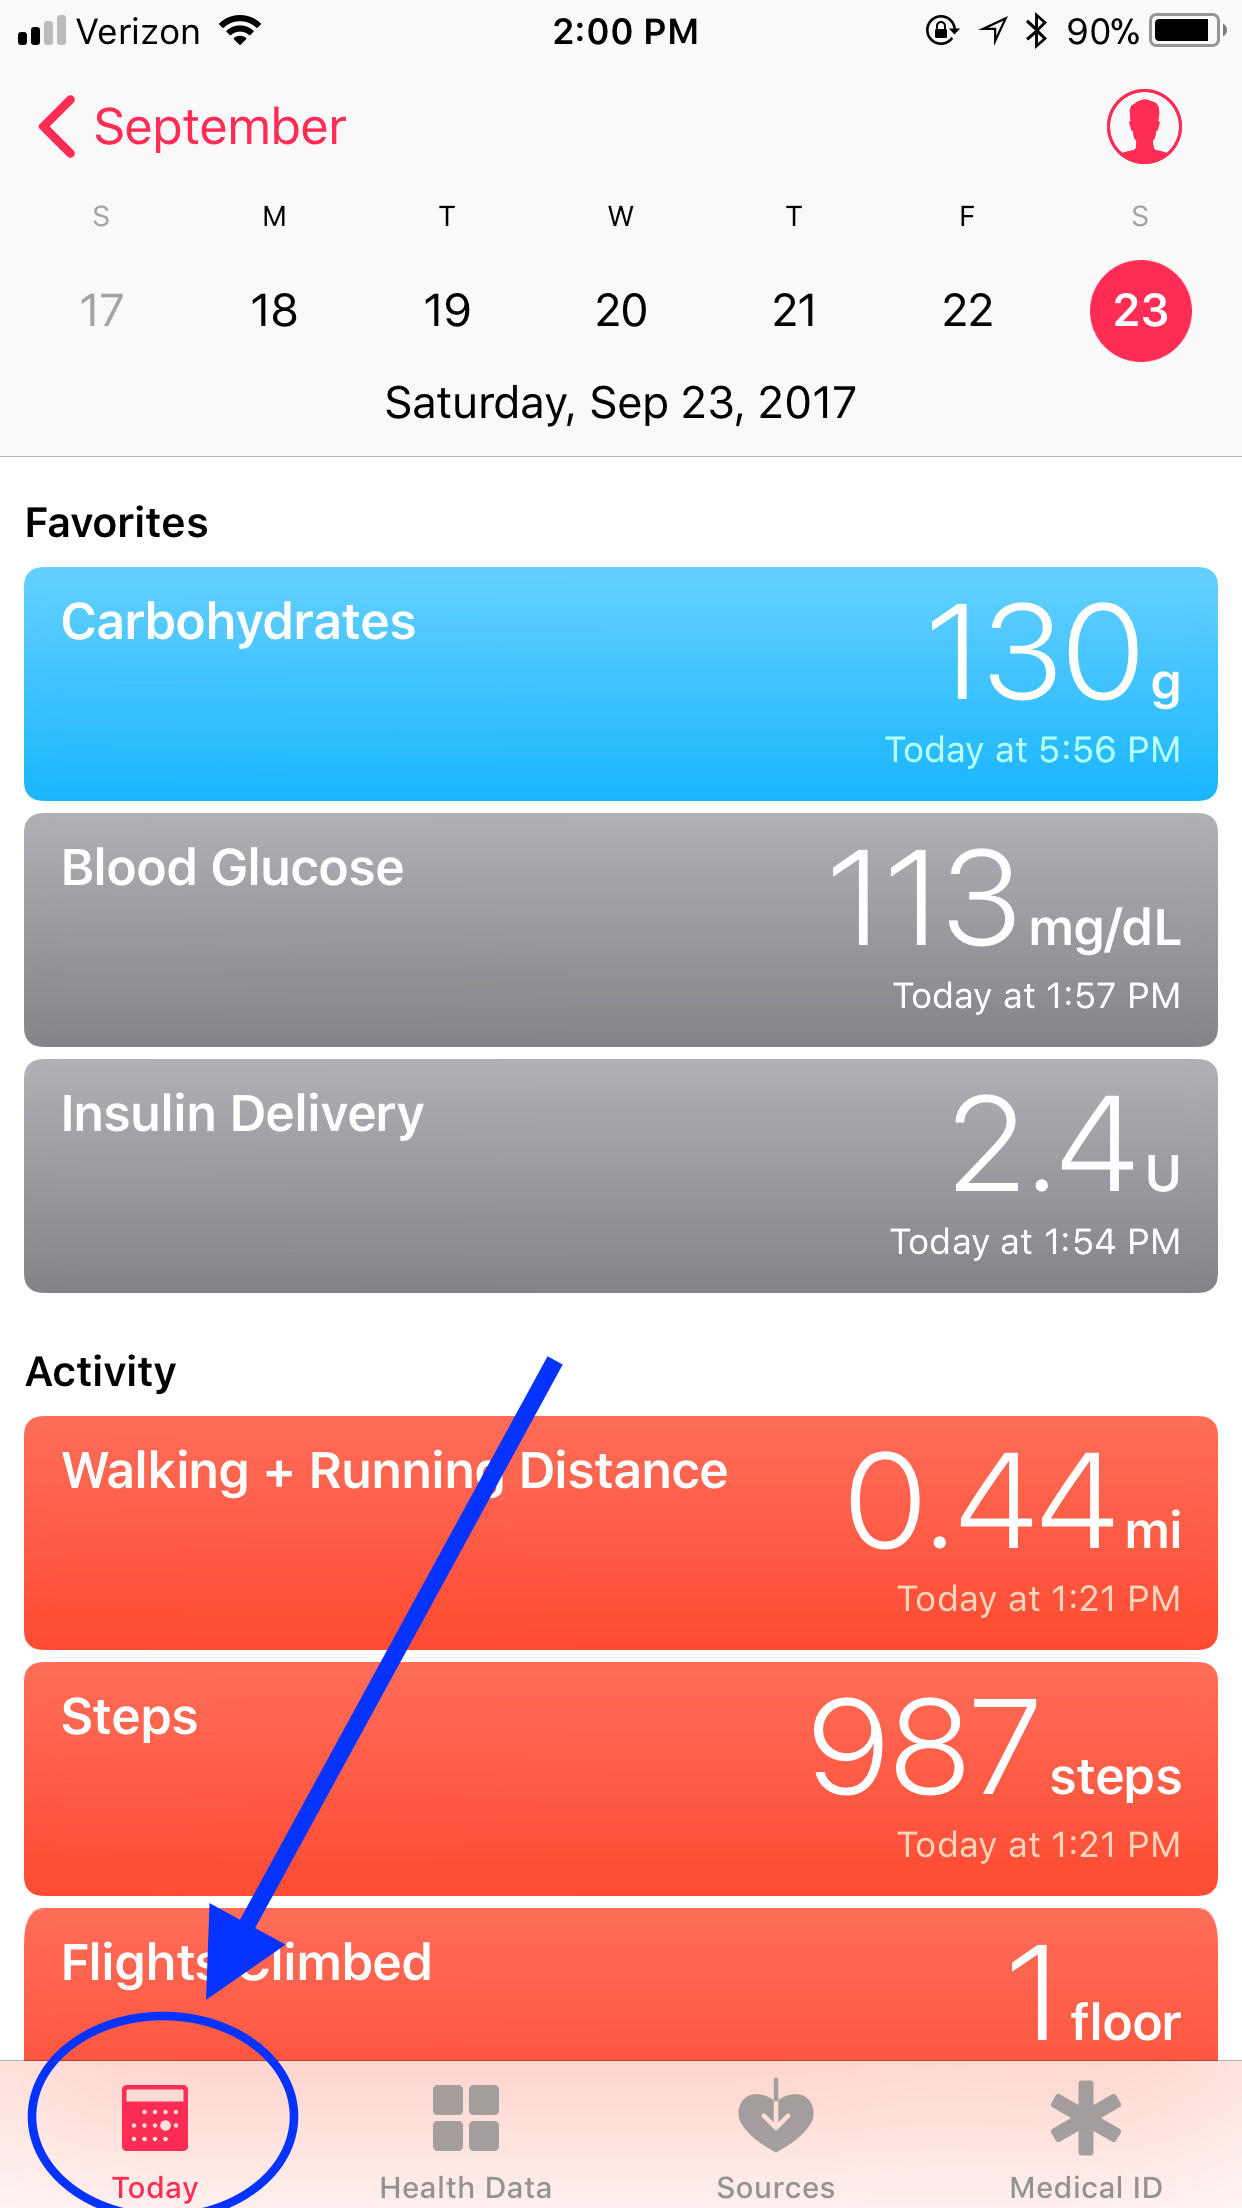 Verizon 2:00 PM 90%
September
S M T W T F S
17 18 19 20 21 22 23
Saturday, Sep 23, 2017
Favorites
Carbohydrates 130 g
Today at 5:56 PM
Blood Glucose 113 mg/dL
Today at 1:57 PM
Insulin Delivery 2.4 U
Today at 1:54 PM
Activity
Walking + Running Distance 0.44 mi
Today at 1:21 PM
Steps 987 steps
Today at 1:21 PM
Flights Climbed 1 floor
Today Health Data Sources Medical ID